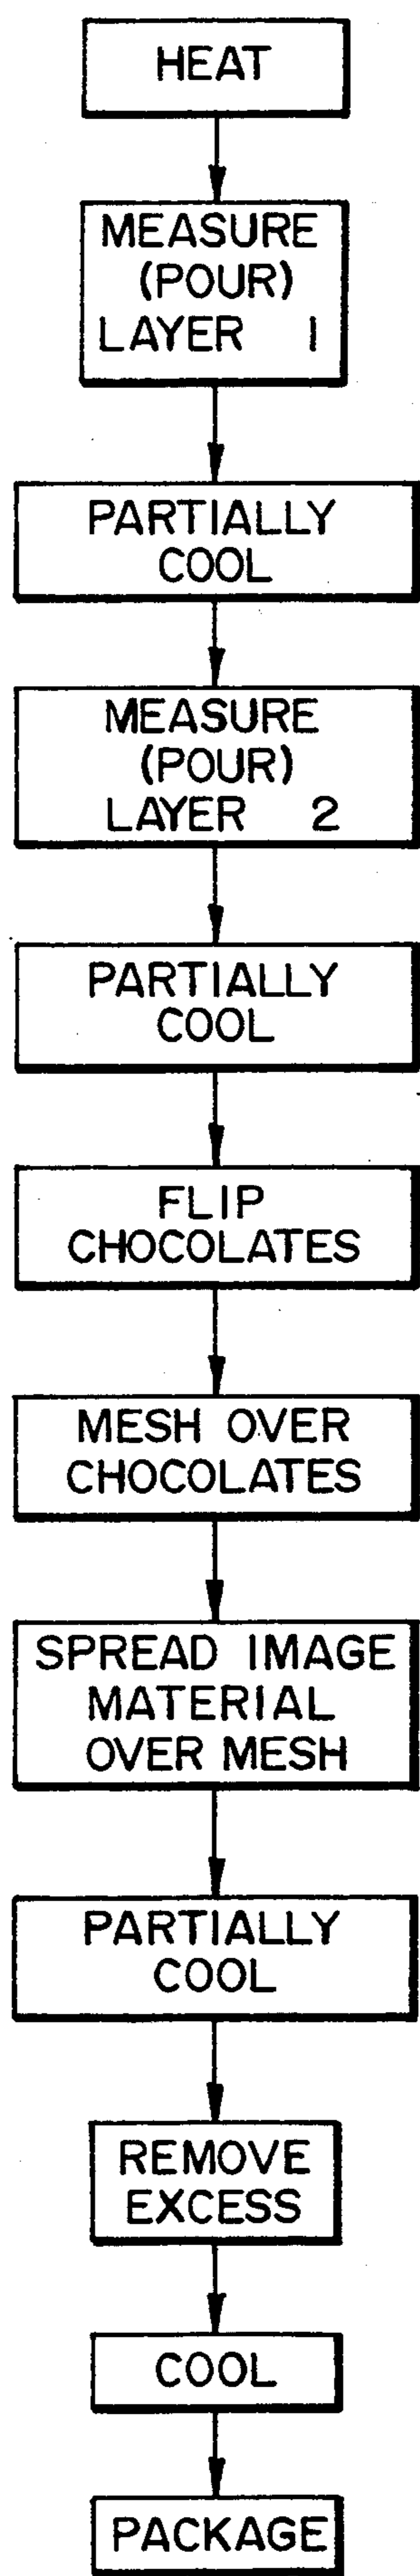 HEAT
MEASURE
(POUR)
LAYER 1
PARTIALLY
COOL
MEASURE
(POUR)
LAYER 2
PARTIALLY
COOL
FLIP
CHOCOLATES
MESH OVER
CHOCOLATES
SPREAD IMAGE
MATERIAL
OVER MESH
PARTIALLY
COOL
REMOVE
EXCESS
COOL
PACKAGE